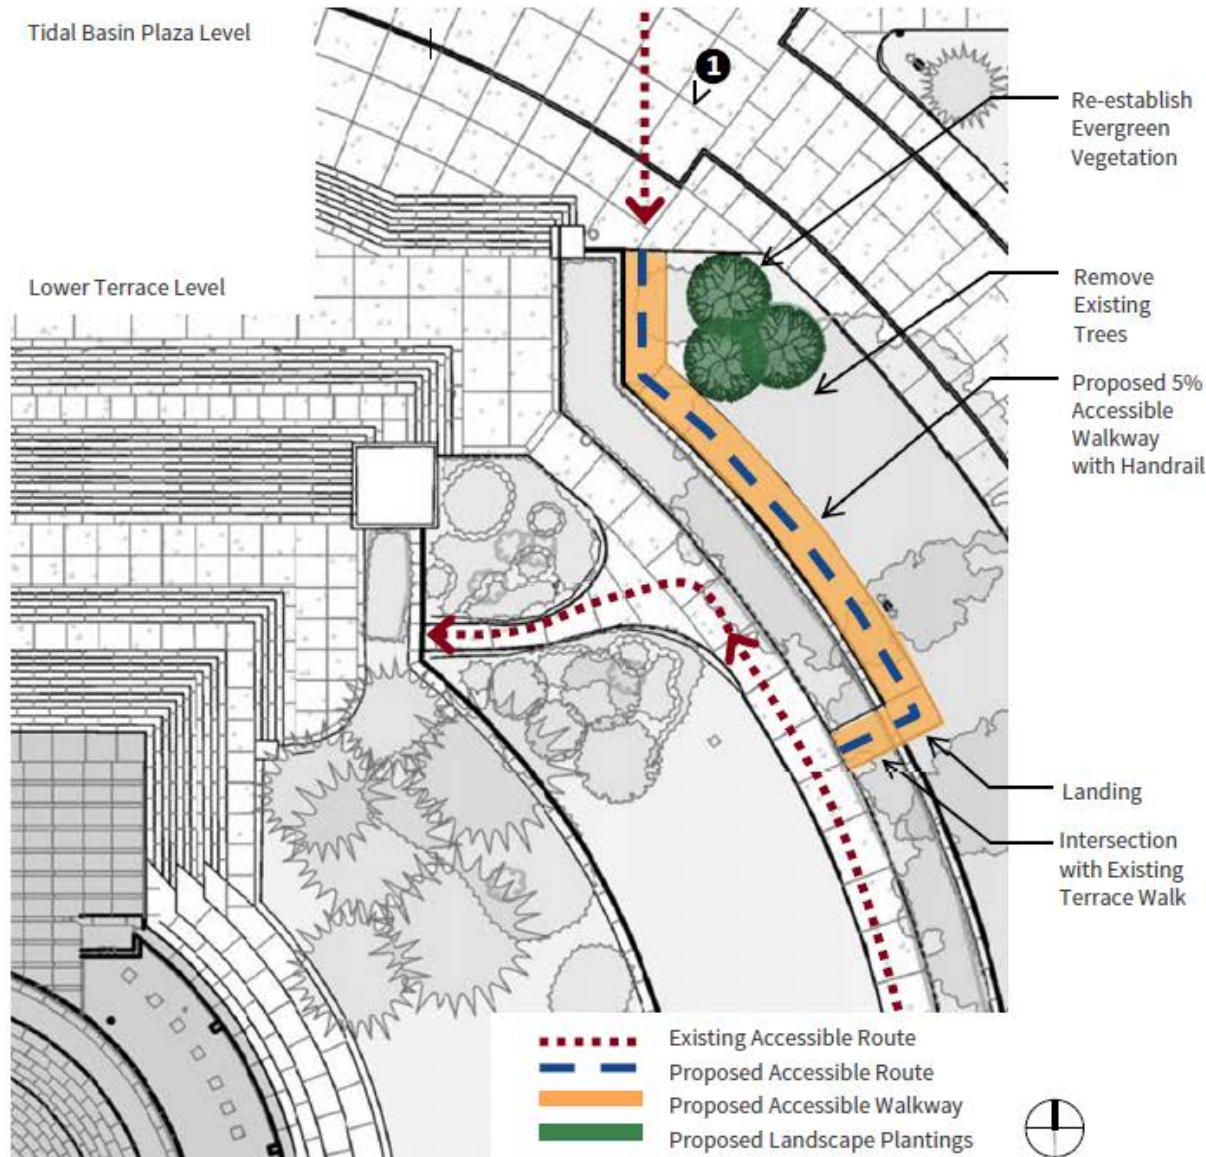 Tidal Basin Plaza Level
1
Re-establish
Evergreen
Vegetation
Lower Terrace Level
Remove
Existing
Trees
Proposed 5%
Accessible
Walkway
with Handrail
Landing
Intersection
with Existing
Terrace Walk
Existing Accessible Route
Proposed Accessible Route
Proposed Accessible Walkway
Proposed Landscape Plantings